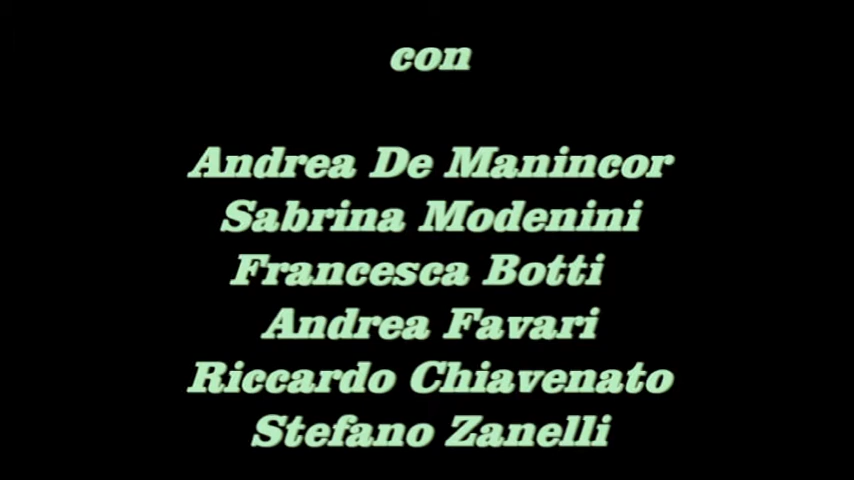 con
Andrea De Manincor
Sabrina Modenini
Francesca Botti
Andrea Favari
Riccardo Chiavenato
Stefano Zanelli